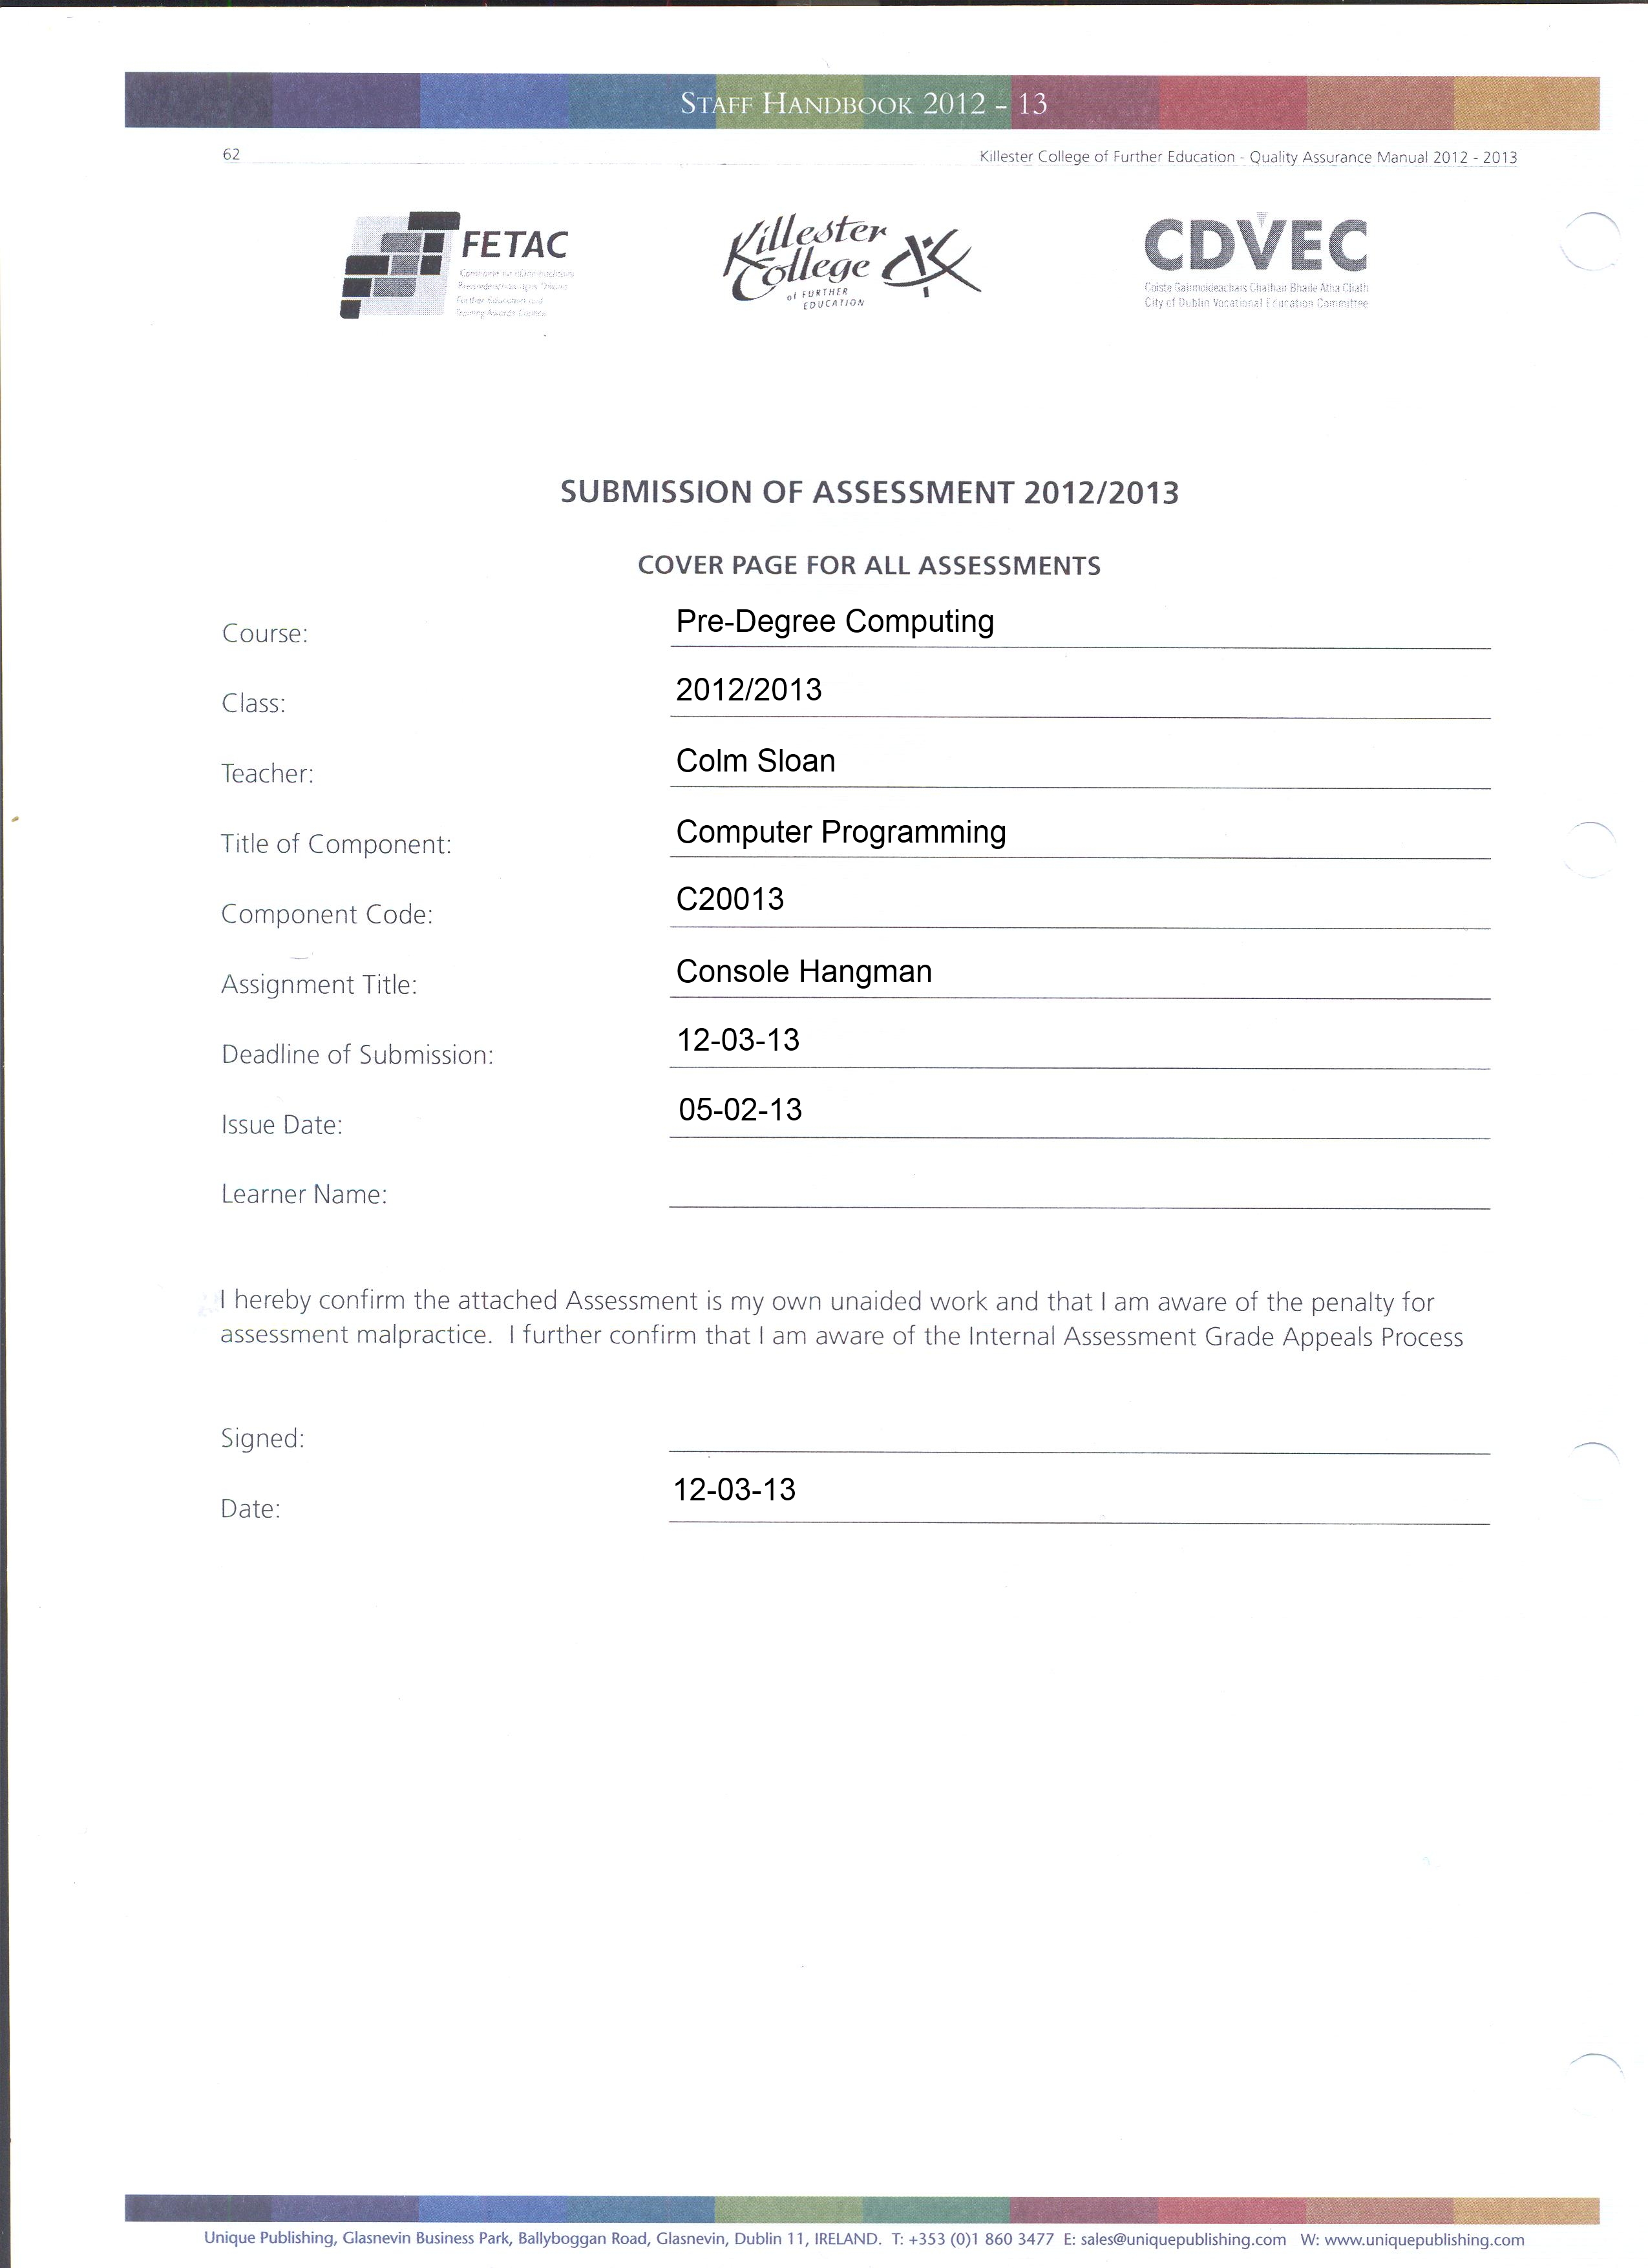 STAFF HANDBOOK 2012 – 13
62
Killester College of Further Education - Quality Assurance Manual 2012 - 2013
FETAC
Further Education and
Training Awards Council
Killester
College
of FURTHER
EDUCATION
CDVEC
Coiste Gairmoideachais Chathair Bhaile Atha Cliath
City of Dublin Vocational Education Committee
SUBMISSION OF ASSESSMENT 2012/2013
COVER PAGE FOR ALL ASSESSMENTS
Course: Pre-Degree Computing
Class: 2012/2013
Teacher: Colm Sloan
Title of Component: Computer Programming
Component Code: C20013
Assignment Title: Console Hangman
Deadline of Submission: 12-03-13
Issue Date: 05-02-13
Learner Name:
I hereby confirm the attached Assessment is my own unaided work and that I am aware of the penalty for
assessment malpractice. I further confirm that I am aware of the Internal Assessment Grade Appeals Process
Signed:
Date: 12-03-13
Unique Publishing, Glasnevin Business Park, Ballyboggan Road, Glasnevin, Dublin 11, IRELAND. T: +353 (0)1 860 3477 E: sales@uniquepublishing.com W: www.uniquepublishing.com